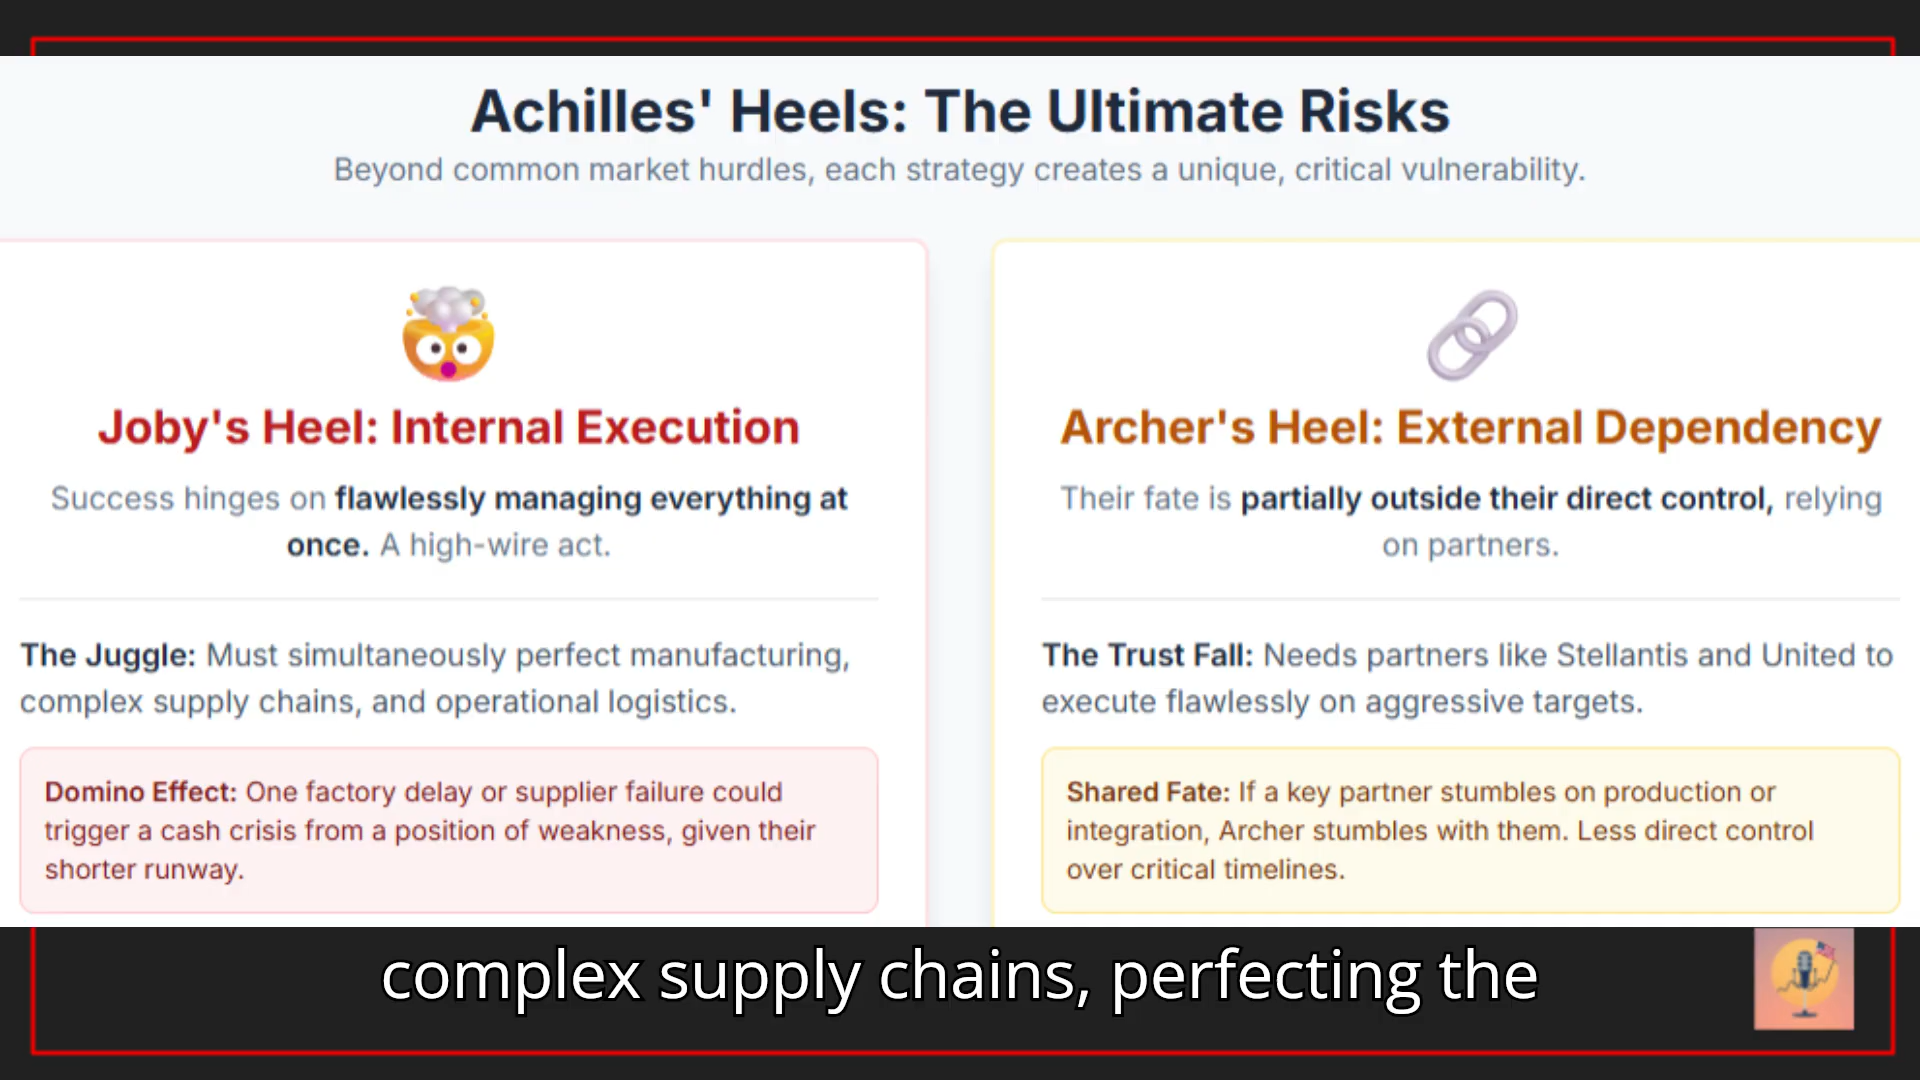 Achilles' Heels: The Ultimate Risks
Beyond common market hurdles, each strategy creates a unique, critical vulnerability.
Joby's Heel: Internal Execution
Success hinges on flawlessly managing everything at
once. A high-wire act.
The Juggle: Must simultaneously perfect manufacturing,
complex supply chains, and operational logistics.
Domino Effect: One factory delay or supplier failure could
trigger a cash crisis from a position of weakness, given their
shorter runway.
Archer's Heel: External Dependency
Their fate is partially outside their direct control, relying
on partners.
The Trust Fall: Needs partners like Stellantis and United to
execute flawlessly on aggressive targets.
Shared Fate: If a key partner stumbles on production or
integration, Archer stumbles with them. Less direct control
over critical timelines.
complex supply chains, perfecting the